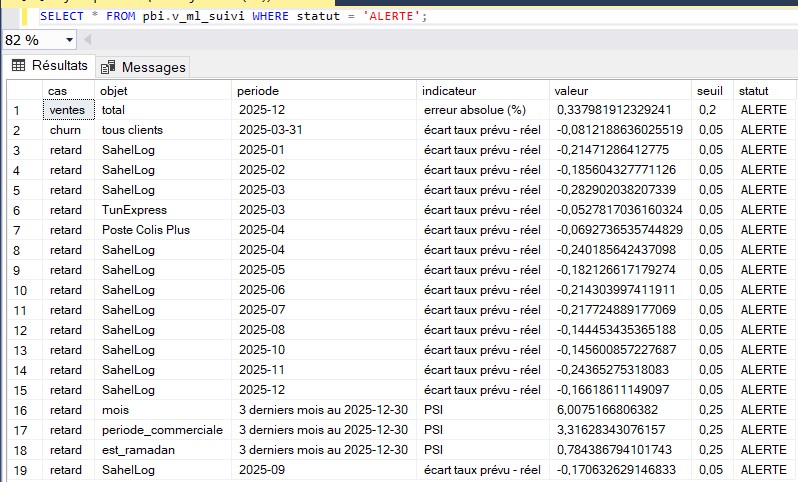 SELECT * FROM pbi.v_ml_suivi WHERE statut = 'ALERTE';
82 %
Résultats Messages
cas objet periode indicateur valeur seuil statut
1 ventes total 2025-12 erreur absolue (%) 0,337981912329241 0,2 ALERTE
2 churn tous clients 2025-03-31 écart taux prévu - réel -0,0812188636025519 0,05 ALERTE
3 retard SahelLog 2025-01 écart taux prévu - réel -0,21471286412775 0,05 ALERTE
4 retard SahelLog 2025-02 écart taux prévu - réel -0,185604327771126 0,05 ALERTE
5 retard SahelLog 2025-03 écart taux prévu - réel -0,282902038207339 0,05 ALERTE
6 retard TunExpress 2025-03 écart taux prévu - réel -0,0527817036160324 0,05 ALERTE
7 retard Poste Colis Plus 2025-04 écart taux prévu - réel -0,0692736535744829 0,05 ALERTE
8 retard SahelLog 2025-04 écart taux prévu - réel -0,240185642437098 0,05 ALERTE
9 retard SahelLog 2025-05 écart taux prévu - réel -0,182126617179274 0,05 ALERTE
10 retard SahelLog 2025-06 écart taux prévu - réel -0,214303997411911 0,05 ALERTE
11 retard SahelLog 2025-07 écart taux prévu - réel -0,217724889177069 0,05 ALERTE
12 retard SahelLog 2025-08 écart taux prévu - réel -0,144453435365188 0,05 ALERTE
13 retard SahelLog 2025-10 écart taux prévu - réel -0,145600857227687 0,05 ALERTE
14 retard SahelLog 2025-11 écart taux prévu - réel -0,24365275318083 0,05 ALERTE
15 retard SahelLog 2025-12 écart taux prévu - réel -0,16618611149097 0,05 ALERTE
16 retard mois 3 derniers mois au 2025-12-30 PSI 6,0075166806382 0,25 ALERTE
17 retard periode_commerciale 3 derniers mois au 2025-12-30 PSI 3,31628343076157 0,25 ALERTE
18 retard est_ramadan 3 derniers mois au 2025-12-30 PSI 0,784386794101743 0,25 ALERTE
19 retard SahelLog 2025-09 écart taux prévu - réel -0,170632629146833 0,05 ALERTE